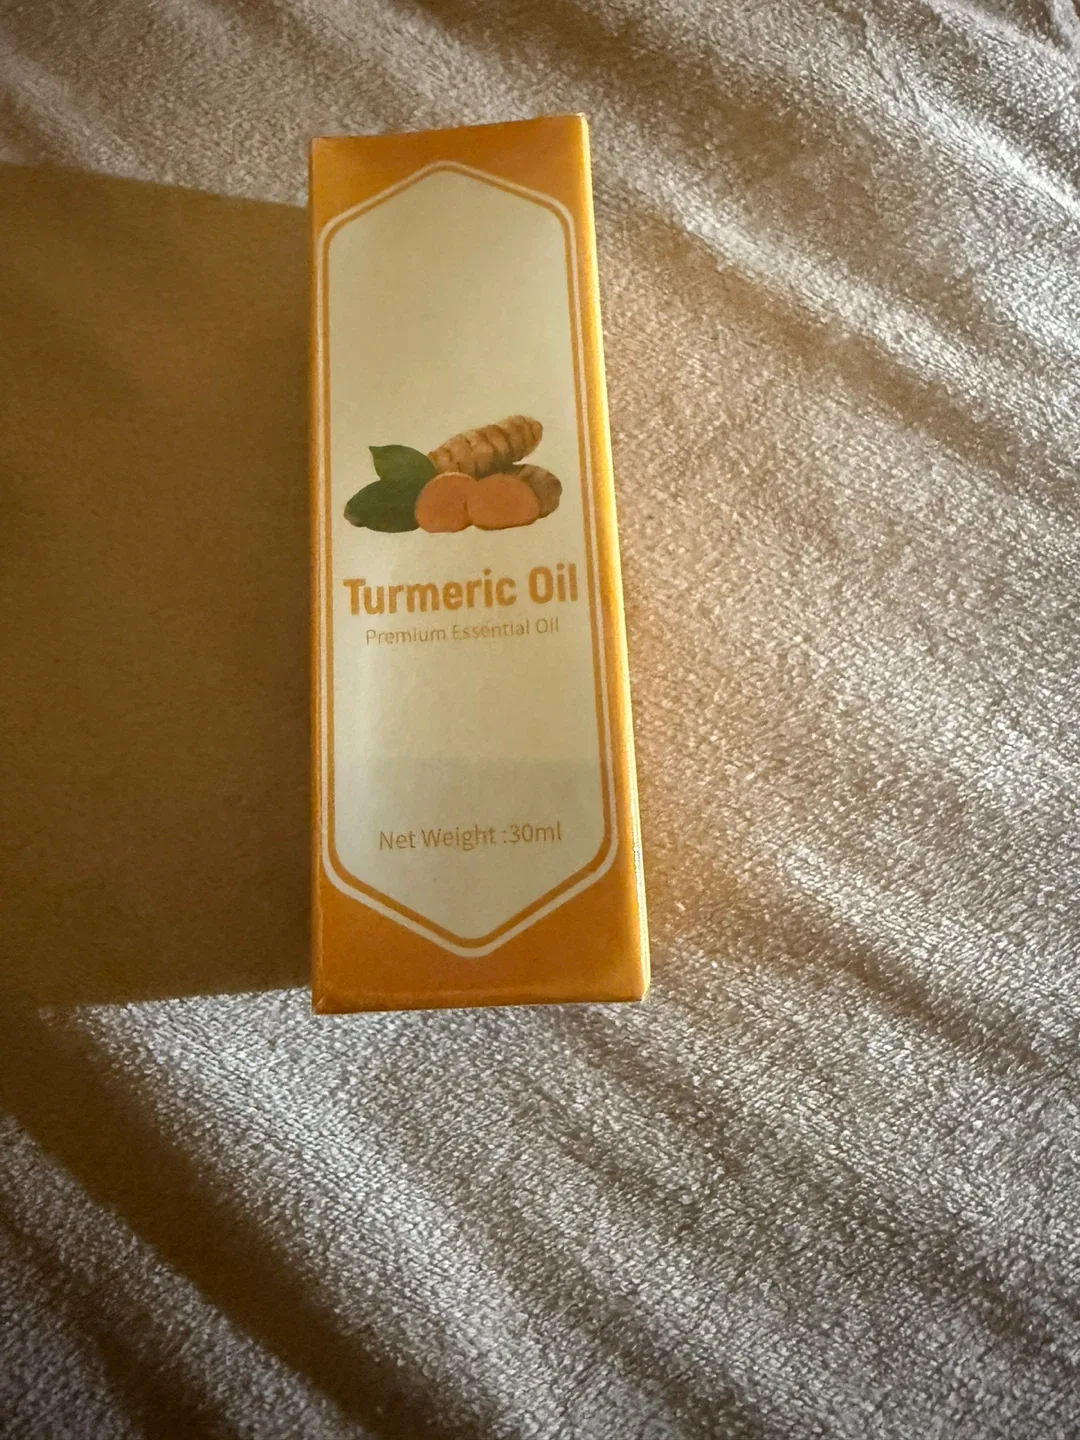 Turmeric Oil
Premium Essential Oil
Net Weight :30ml